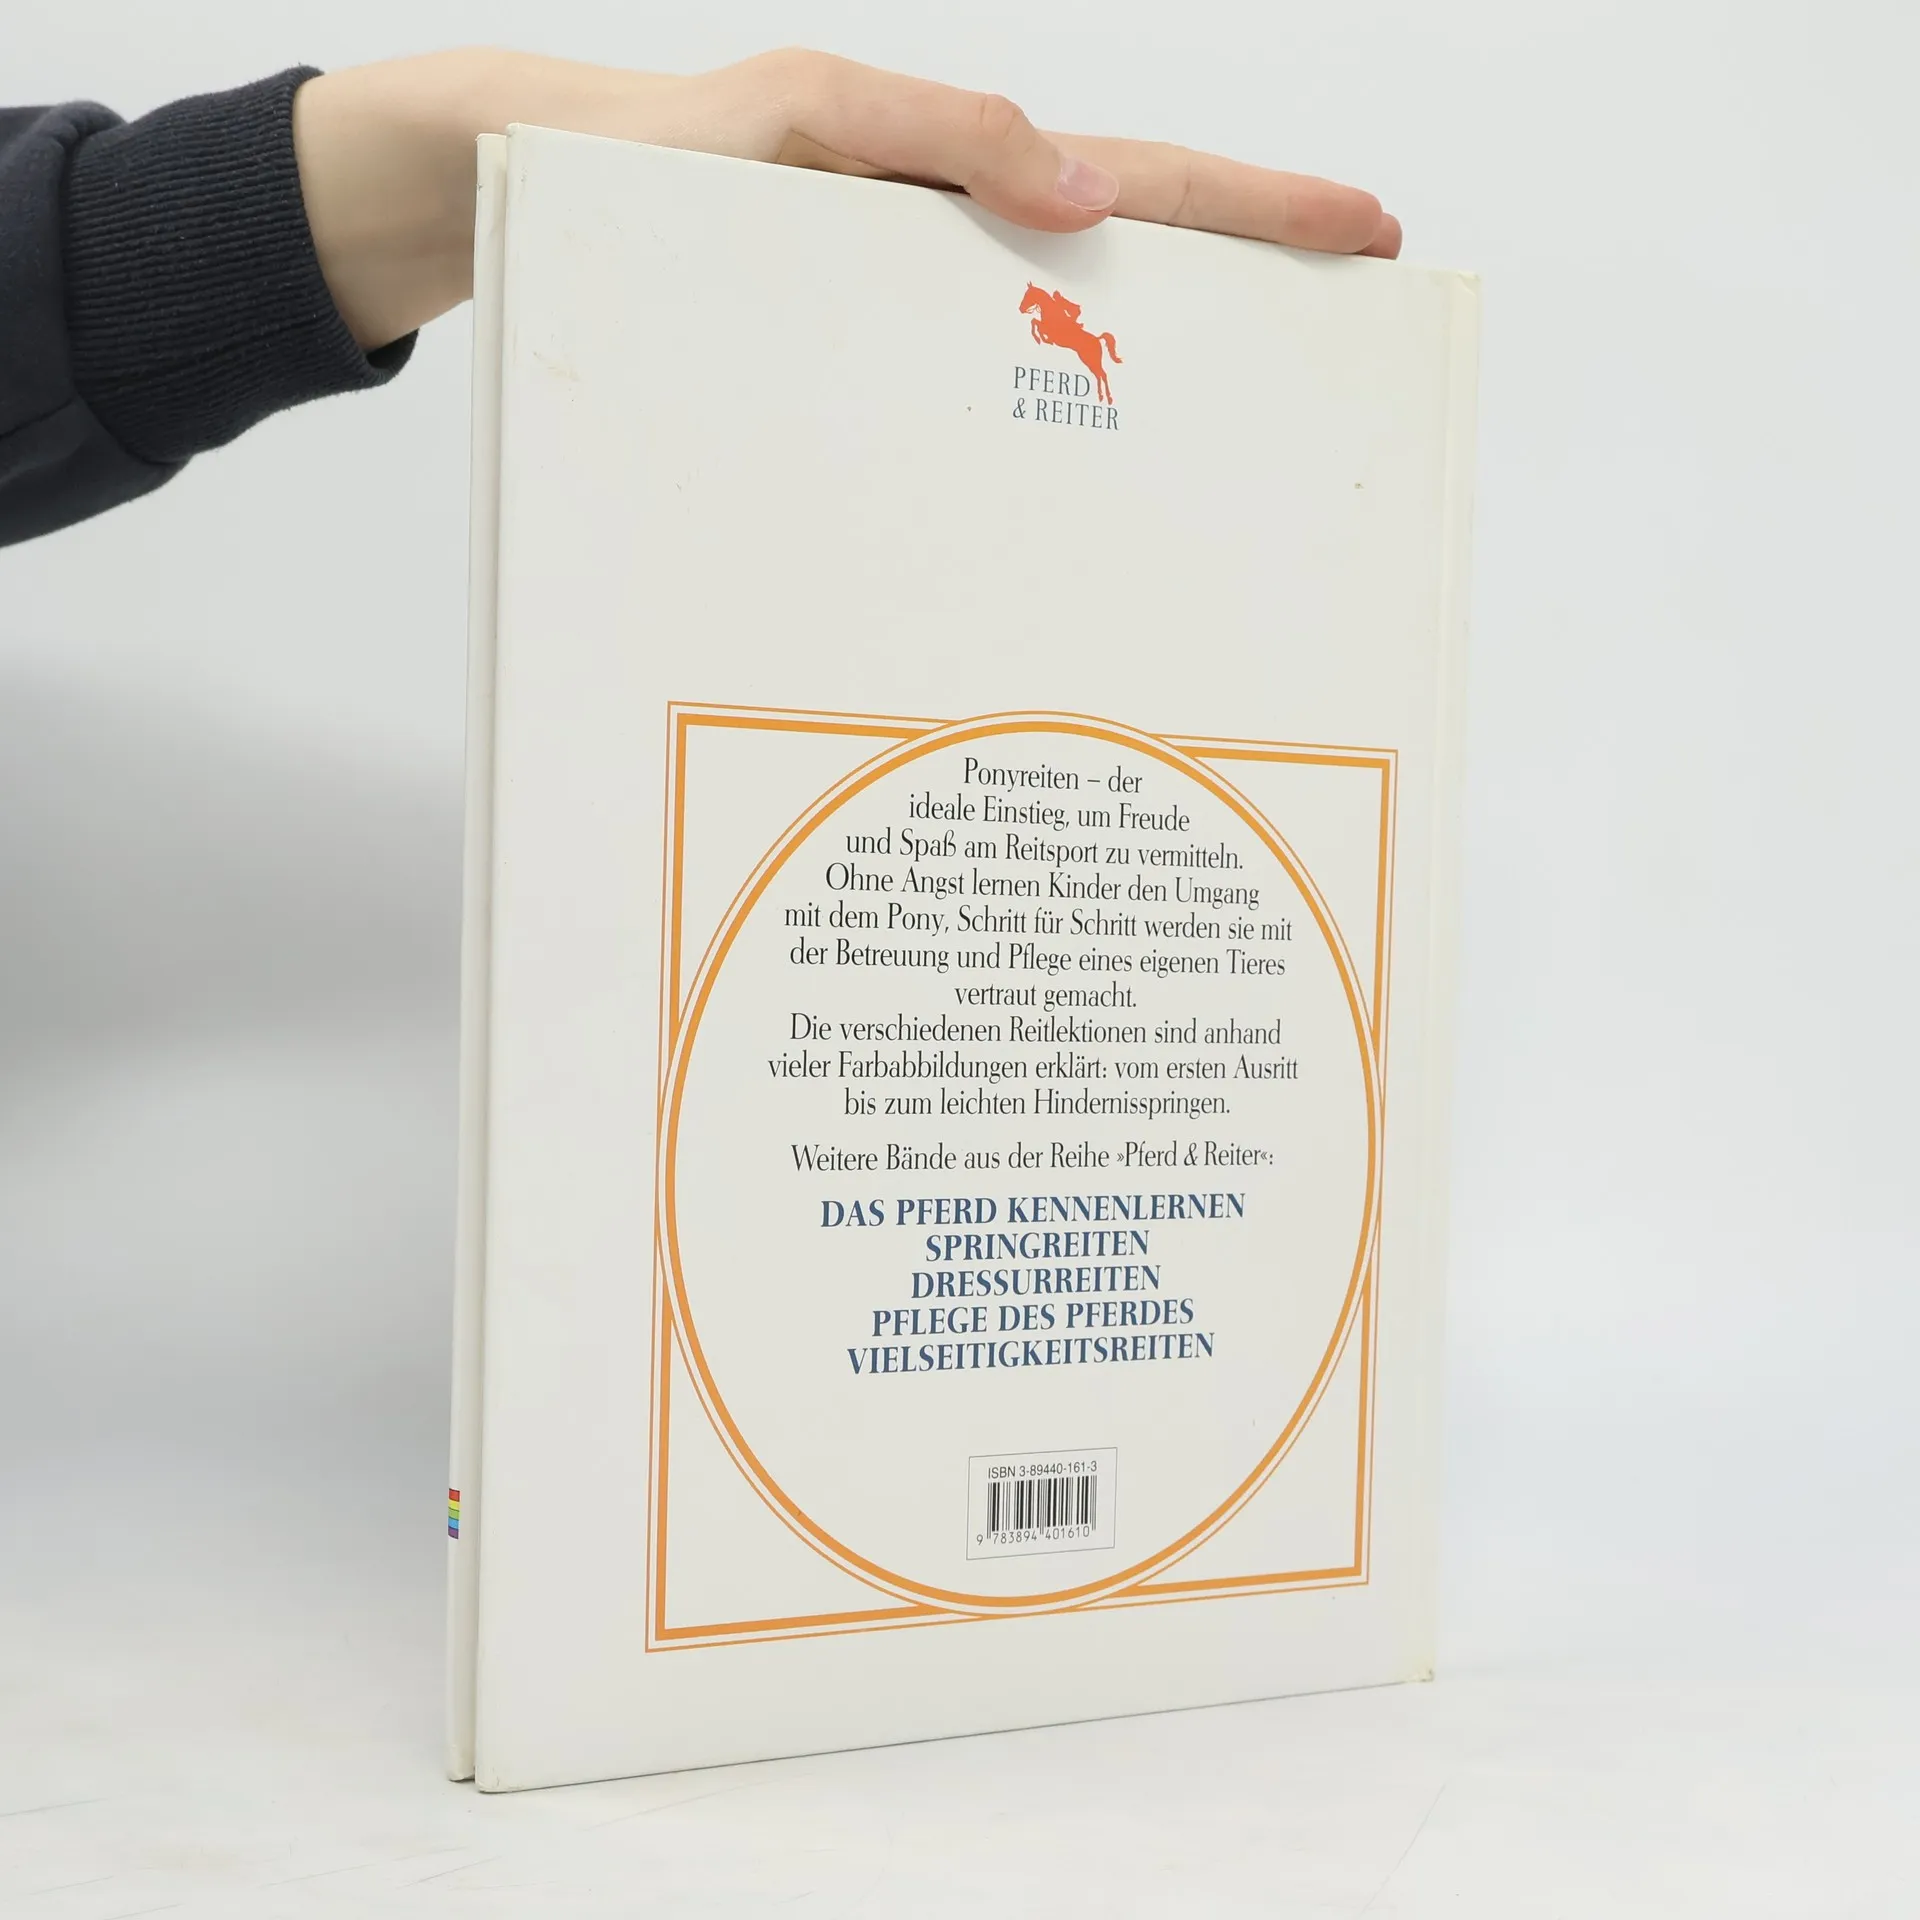 PFERD
& REITER
Ponyreiten – der
ideale Einstieg, um Freude
und Spaß am Reitsport zu vermitteln.
Ohne Angst lernen Kinder den Umgang
mit dem Pony, Schritt für Schritt werden sie mit
der Betreuung und Pflege eines eigenen Tieres
vertraut gemacht.
Die verschiedenen Reitlektionen sind anhand
vieler Farbabbildungen erklärt: vom ersten Ausritt
bis zum leichten Hindernisspringen.
Weitere Bände aus der Reihe »Pferd & Reiter«:
DAS PFERD KENNENLERNEN
SPRINGREITEN
DRESSURREITEN
PFLEGE DES PFERDES
VIELSEITIGKEITSREITEN
ISBN 3-89440-161-3
9 783894 401610